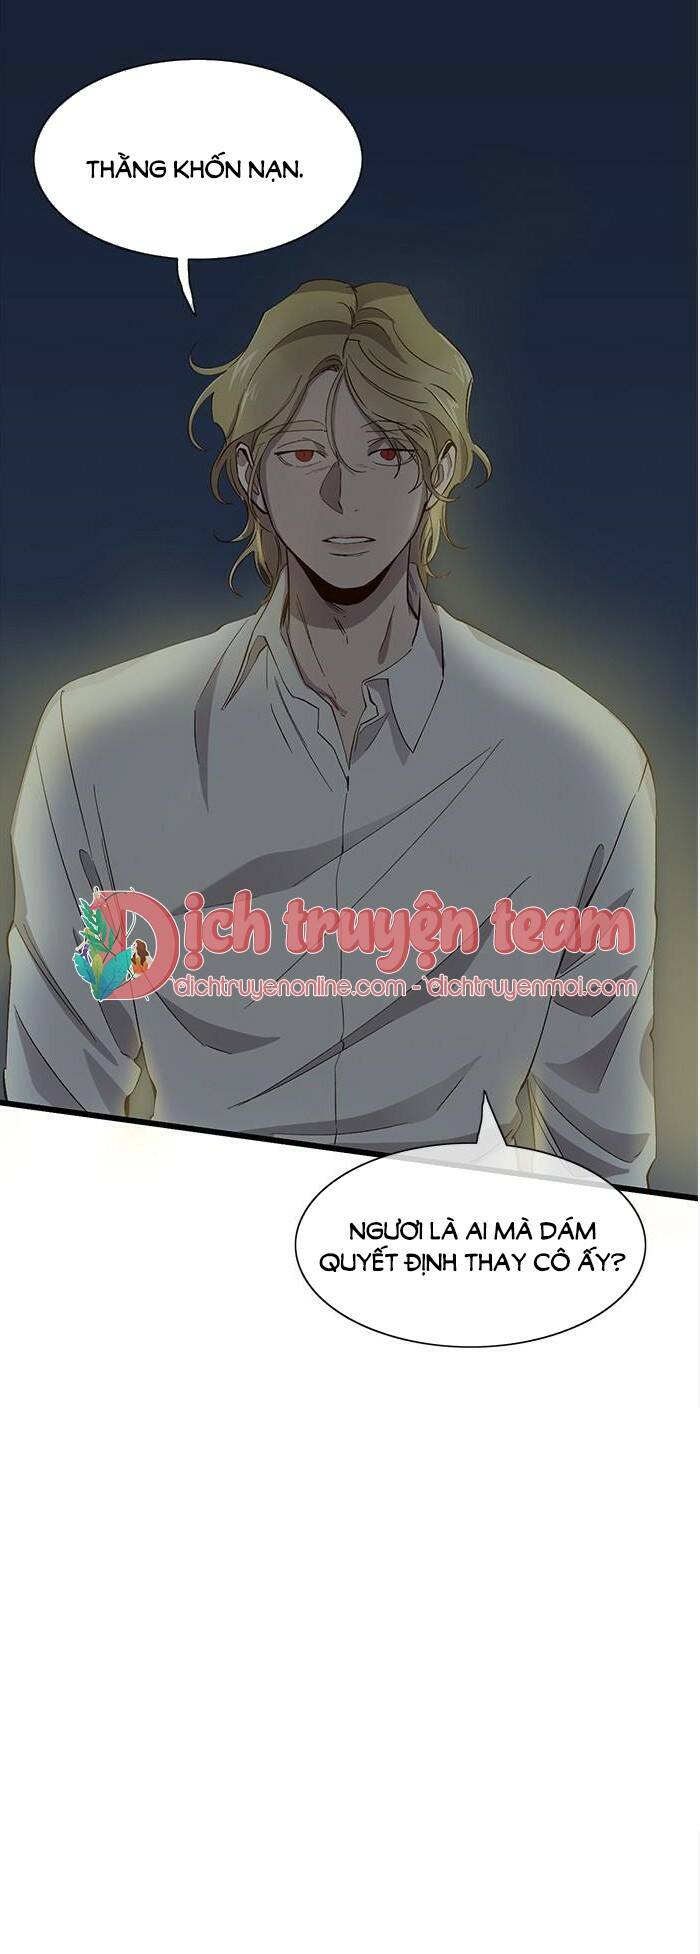 THẰNG KHỐN NẠN.
Dịch truyện team
dichtruyenonline.com - dichtruyenmoi.com
NGƯƠI LÀ AI MÀ DÁM
QUYẾT ĐỊNH THAY CÔ ẤY?